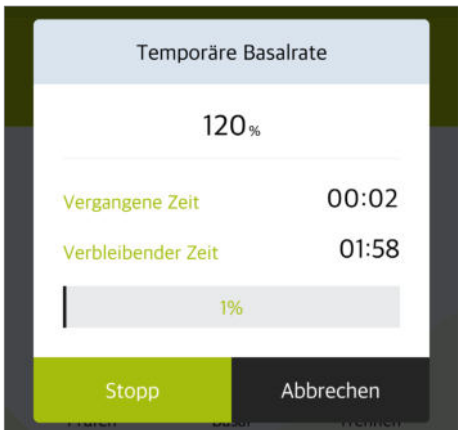 Temporäre Basalrate
120%
Vergangene Zeit 00:02
Verbleibender Zeit 01:58
1%
Stopp Abbrechen